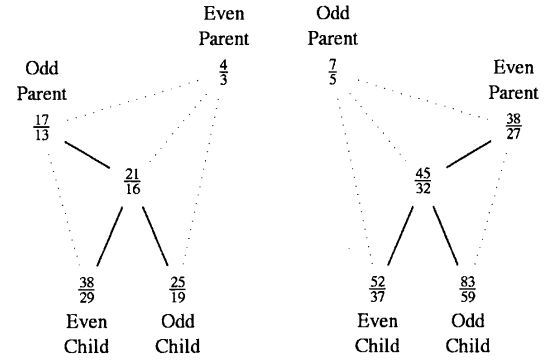 Even
Parent
4/3
Odd
Parent
17/13
21/16
38/29
25/19
Even
Child
Odd
Child
Odd
Parent
7/5
Even
Parent
38/27
45/32
52/37
83/59
Even
Child
Odd
Child